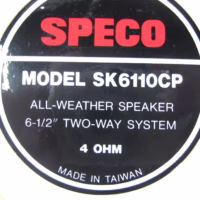 SPECO
MODEL SK6110CP
ALL-WEATHER SPEAKER
6-1/2" TWO-WAY SYSTEM
4 OHM
MADE IN TAIWAN